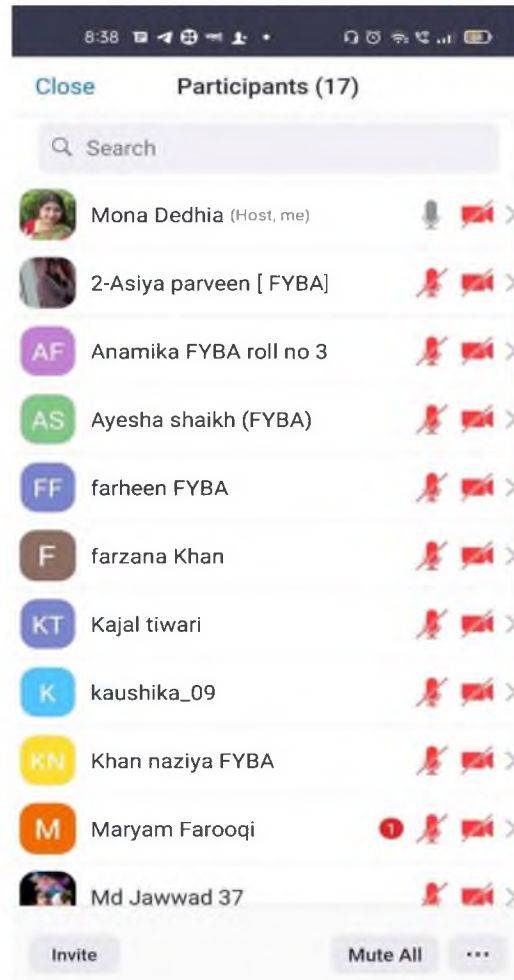 8:38
Close Participants (17)
Search
Mona Dedhia (Host, me)
2-Asiya parveen [ FYBA]
AF Anamika FYBA roll no 3
AS Ayesha shaikh (FYBA)
FF farheen FYBA
F farzana Khan
KT Kajal tiwari
K kaushika_09
KN Khan naziya FYBA
M Maryam Farooqi 1
Md Jawwad 37
Invite Mute All ...